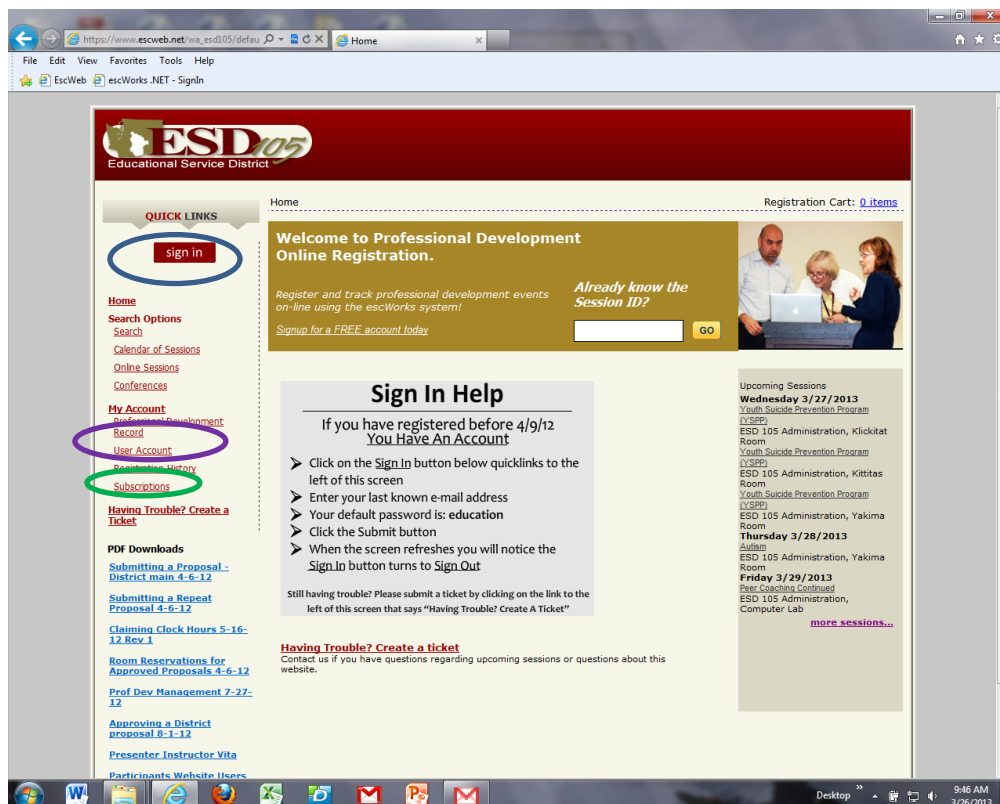 https://www.escweb.net/wa_esd105/defau
Home
File Edit View Favorites Tools Help
EscWeb
escWorks .NET - SignIn
ESD 105
Educational Service District
QUICK LINKS
sign in
Home
Search Options
Search
Calendar of Sessions
Online Sessions
Conferences
My Account
Professional Development
Record
User Account
Registration History
Subscriptions
Having Trouble? Create a
Ticket
PDF Downloads
Submitting a Proposal -
District main 4-6-12
Submitting a Repeat
Proposal 4-6-12
Claiming Clock Hours 5-16-
12 Rev 1
Room Reservations for
Approved Proposals 4-6-12
Prof Dev Management 7-27-
12
Approving a District
proposal 8-1-12
Presenter Instructor Vita
Participants Website Users
Home
Registration Cart: 0 items
Welcome to Professional Development
Online Registration.
Register and track professional development events
on-line using the escWorks system!
Signup for a FREE account today
Already know the
Session ID?
GO
Sign In Help
If you have registered before 4/9/12
You Have An Account
➢ Click on the Sign In button below quicklinks to the
left of this screen
➢ Enter your last known e-mail address
➢ Your default password is: education
➢ Click the Submit button
➢ When the screen refreshes you will notice the
Sign In button turns to Sign Out
Still having trouble? Please submit a ticket by clicking on the link to the
left of this screen that says “Having Trouble? Create A Ticket”
Having Trouble? Create a ticket
Contact us if you have questions regarding upcoming sessions or questions about this
website.
Upcoming Sessions
Wednesday 3/27/2013
Youth Suicide Prevention Program
(YSPP)
ESD 105 Administration, Klickitat
Room
Youth Suicide Prevention Program
(YSPP)
ESD 105 Administration, Kittitas
Room
Youth Suicide Prevention Program
(YSPP)
ESD 105 Administration, Yakima
Room
Thursday 3/28/2013
Autism
ESD 105 Administration, Yakima
Room
Friday 3/29/2013
Peer Coaching Continued
ESD 105 Administration,
Computer Lab
more sessions...
Desktop
9:46 AM
3/26/2013